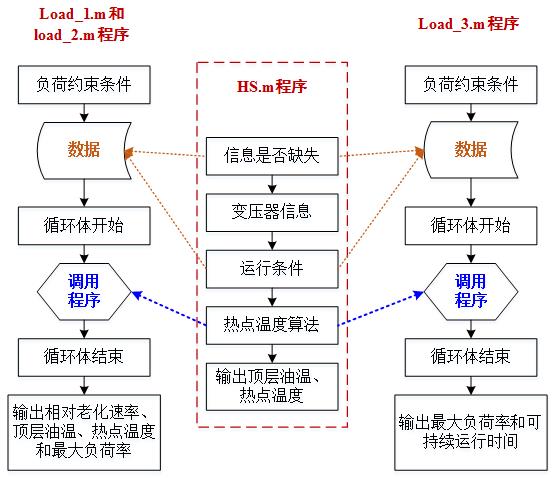 Load_1.m和
load_2.m程序
负荷约束条件
数据
循环体开始
调用
程序
循环体结束
输出相对老化速率、
顶层油温、热点温度
和最大负荷率
HS.m程序
信息是否缺失
变压器信息
运行条件
热点温度算法
输出顶层油温、
热点温度
Load_3.m程序
负荷约束条件
数据
循环体开始
调用
程序
循环体结束
输出最大负荷率和可
持续运行时间